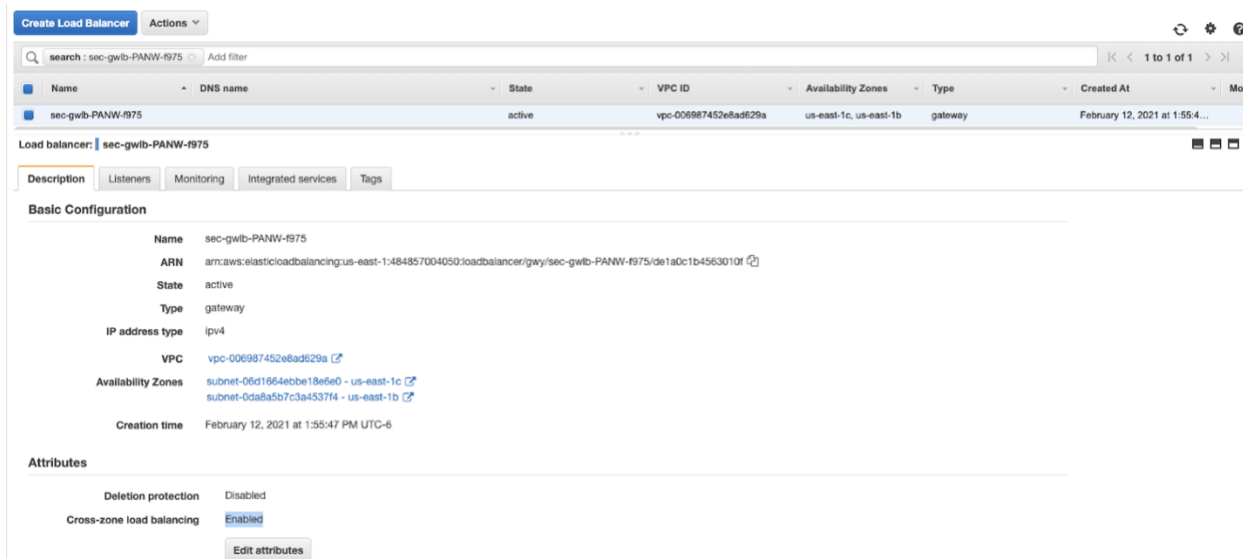 Create Load Balancer Actions
search : sec-gwlb-PANW-f975 Add filter 1 to 1 of 1
Name DNS name State VPC ID Availability Zones Type Created At Mo
sec-gwlb-PANW-f975 active vpc-006987452e8ad629a us-east-1c, us-east-1b gateway February 12, 2021 at 1:55:4...
Load balancer: sec-gwlb-PANW-f975
Description Listeners Monitoring Integrated services Tags
Basic Configuration
Name sec-gwlb-PANW-f975
ARN arn:aws:elasticloadbalancing:us-east-1:484857004050:loadbalancer/gwy/sec-gwlb-PANW-f975/de1a0c1b4563010f
State active
Type gateway
IP address type ipv4
VPC vpc-006987452e8ad629a
Availability Zones subnet-06d1664ebbe18e6e0 - us-east-1c
subnet-0da8a5b7c3a4537f4 - us-east-1b
Creation time February 12, 2021 at 1:55:47 PM UTC-6
Attributes
Deletion protection Disabled
Cross-zone load balancing Enabled
Edit attributes